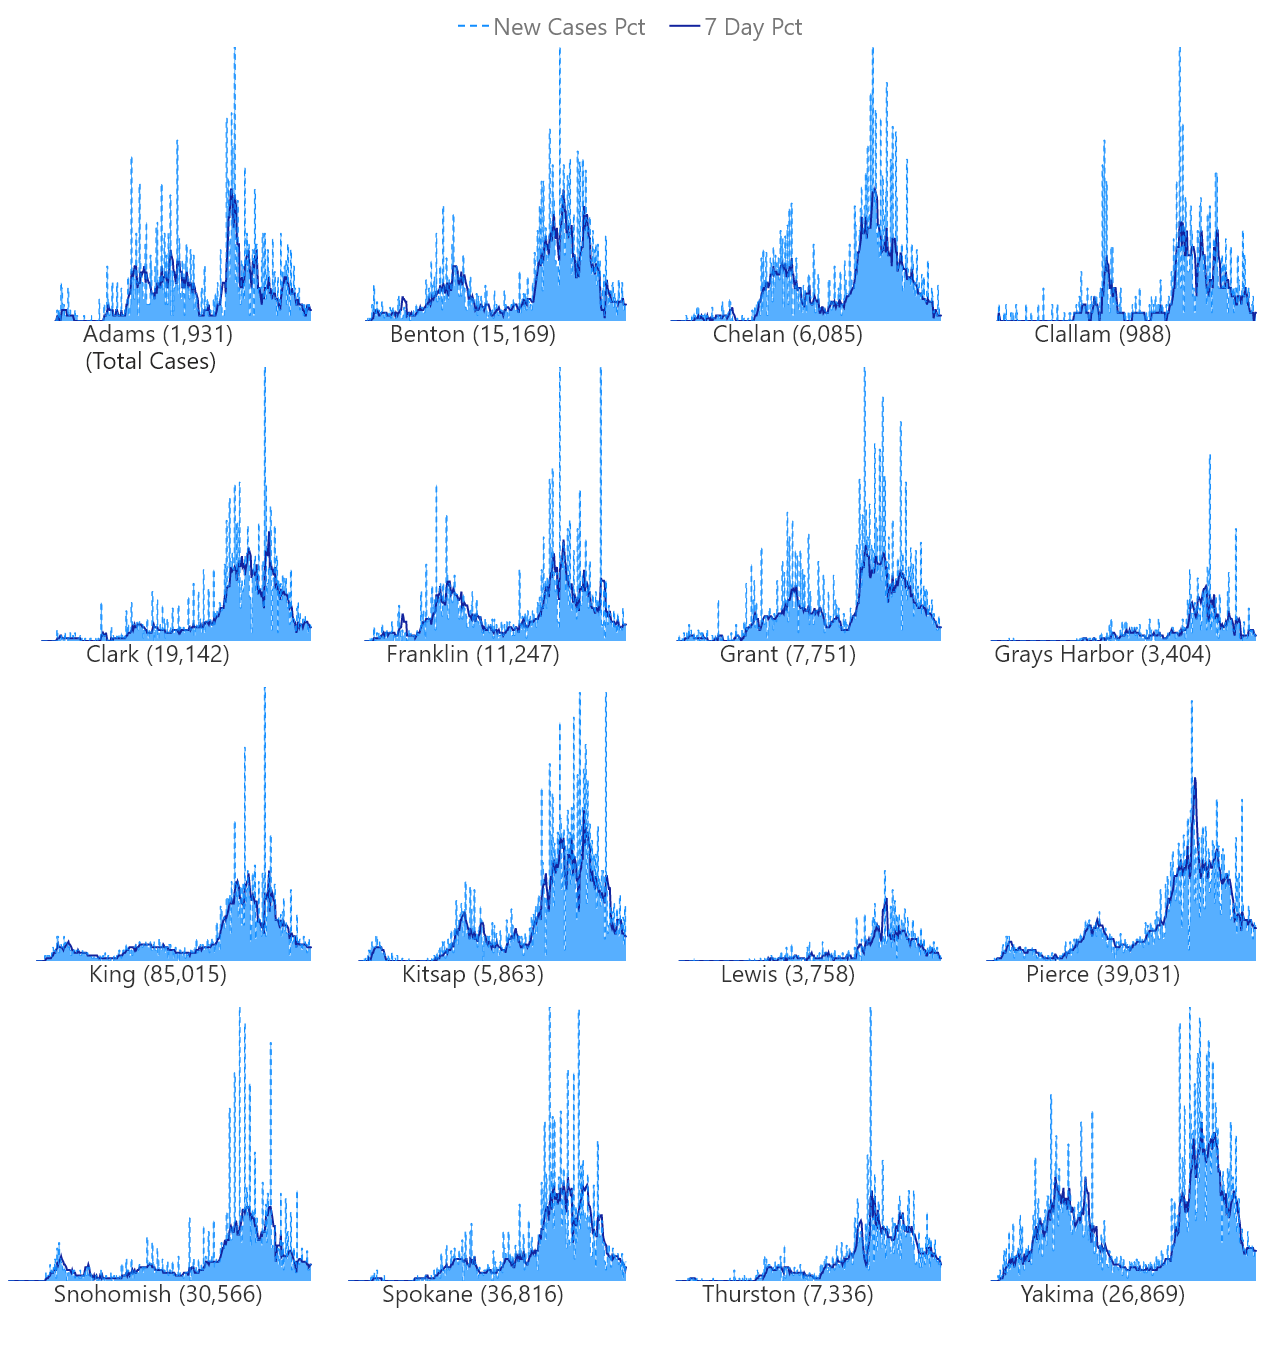 New Cases Pct 7 Day Pct
Adams (1,931)
(Total Cases)
Benton (15,169)
Chelan (6,085)
Clallam (988)
Clark (19,142)
Franklin (11,247)
Grant (7,751)
Grays Harbor (3,404)
King (85,015)
Kitsap (5,863)
Lewis (3,758)
Pierce (39,031)
Snohomish (30,566)
Spokane (36,816)
Thurston (7,336)
Yakima (26,869)